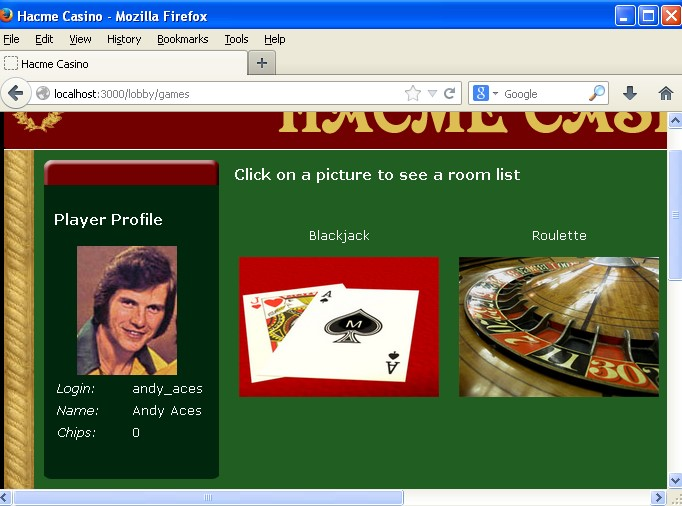 Hacme Casino - Mozilla Firefox
File Edit View History Bookmarks Tools Help
Hacme Casino
localhost:3000/lobby/games
Google
HACME CASI
Click on a picture to see a room list
Player Profile
Blackjack
Roulette
J
A
M
A
11 30
Login: andy_aces
Name: Andy Aces
Chips: 0